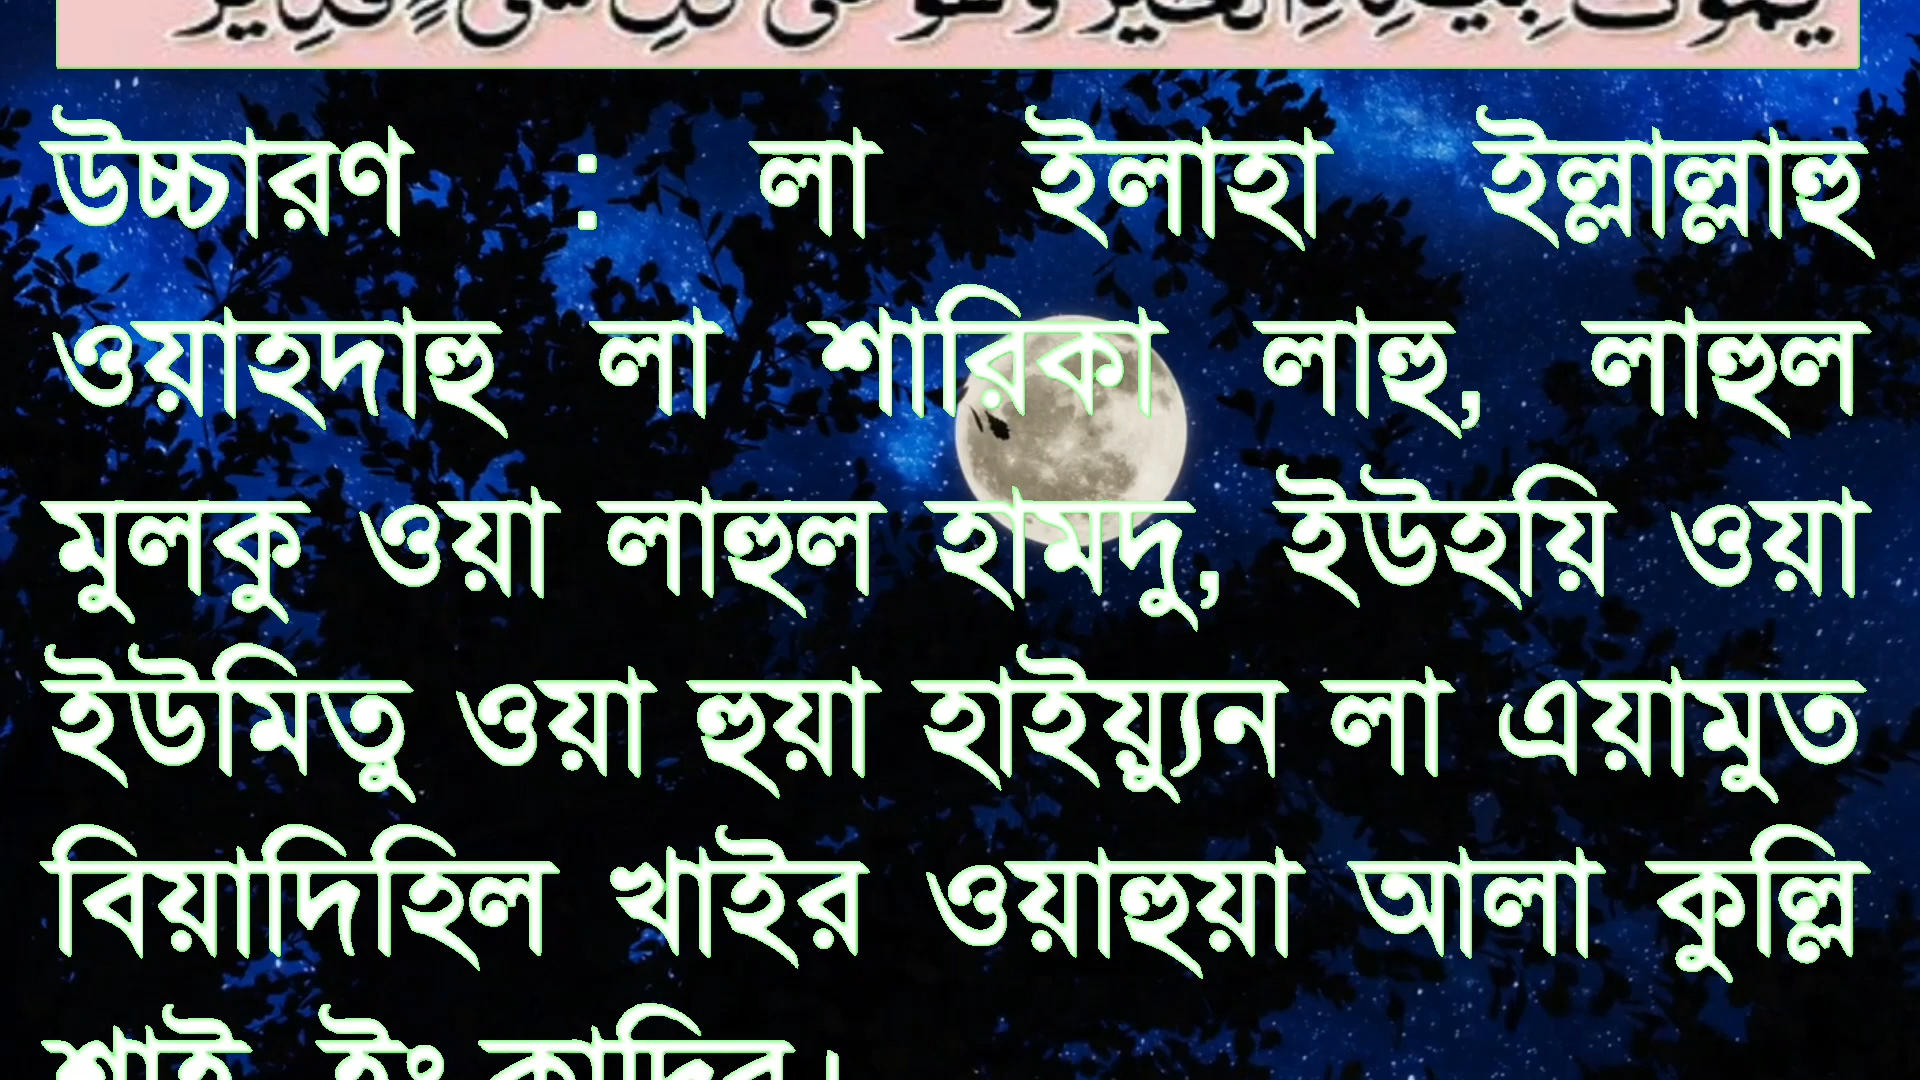 উচ্চারণ : লা ইলাহা ইল্লাল্লাহু
ওয়াহদাহু লা শারিকা লাহু, লাহুল
মুলকু ওয়া লাহুল হামদু, ইউহয়ি ওয়া
ইউমিতু ওয়া হুয়া হাইয়্যুন লা এয়ামুত
বিয়াদিহিল খাইর ওয়াহুয়া আলা কুল্লি